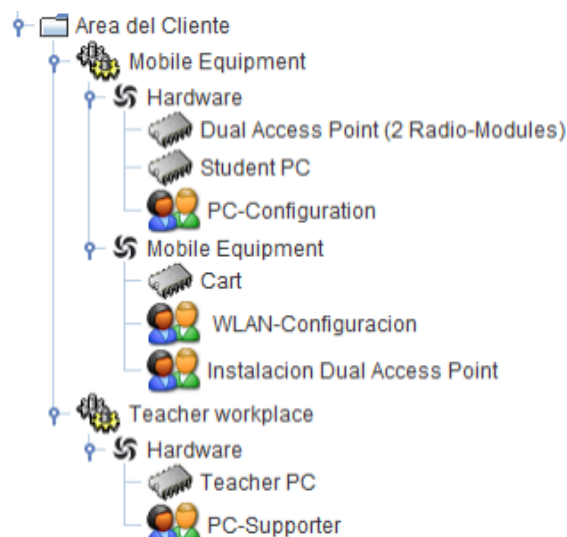 Area del Cliente
Mobile Equipment
Hardware
Dual Access Point (2 Radio-Modules)
Student PC
PC-Configuration
Mobile Equipment
Cart
WLAN-Configuracion
Instalacion Dual Access Point
Teacher workplace
Hardware
Teacher PC
PC-Supporter